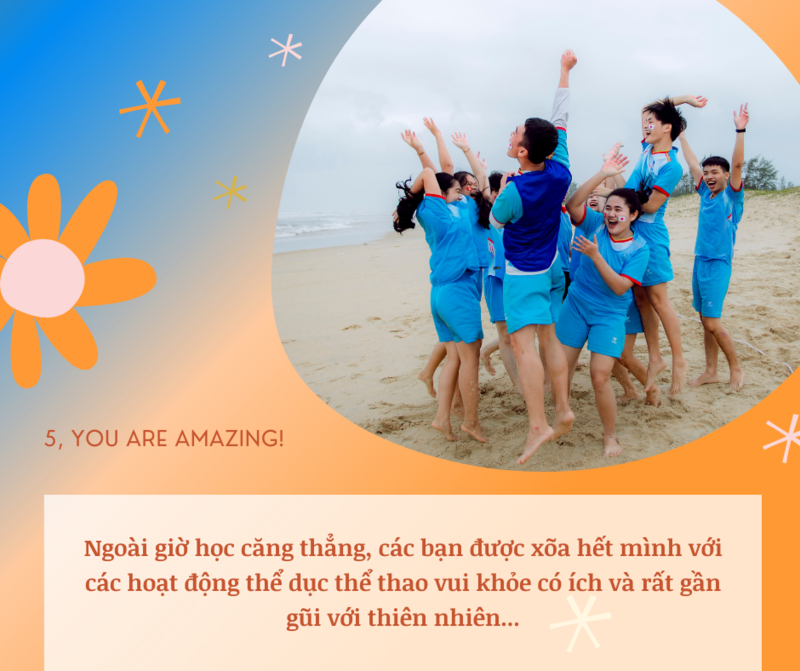 5, YOU ARE AMAZING!
Ngoài giờ học căng thẳng, các bạn được xõa hết mình với
các hoạt động thể dục thể thao vui khỏe có ích và rất gần
gũi với thiên nhiên...